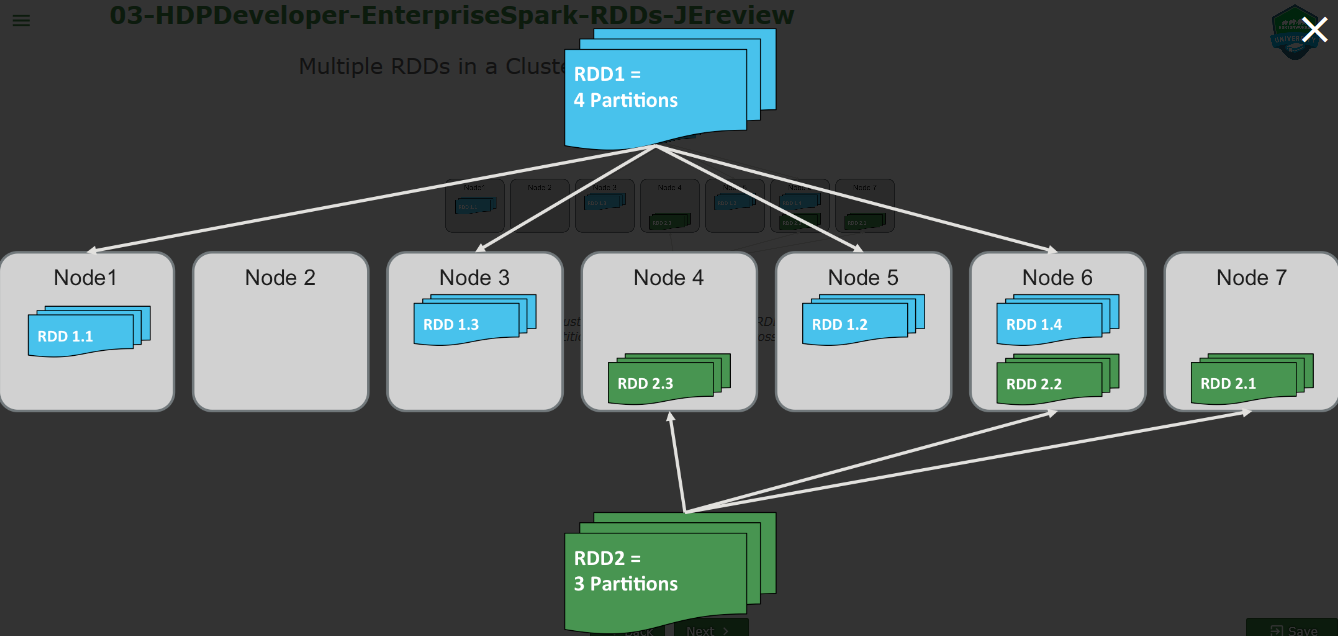 03-HDPDeveloper-EnterpriseSpark-RDDs-JEreview
Multiple RDDs in a Cluste
RDD1 =
4 Partitions
Node1
Node 2
Node 3
Node 4
Node 5
Node 6
Node 7
RDD 1.1
RDD 1.3
RDD 1.2
RDD 1.4
RDD 2.3
RDD 2.2
RDD 2.1
RDD2 =
3 Partitions
Next >
Save